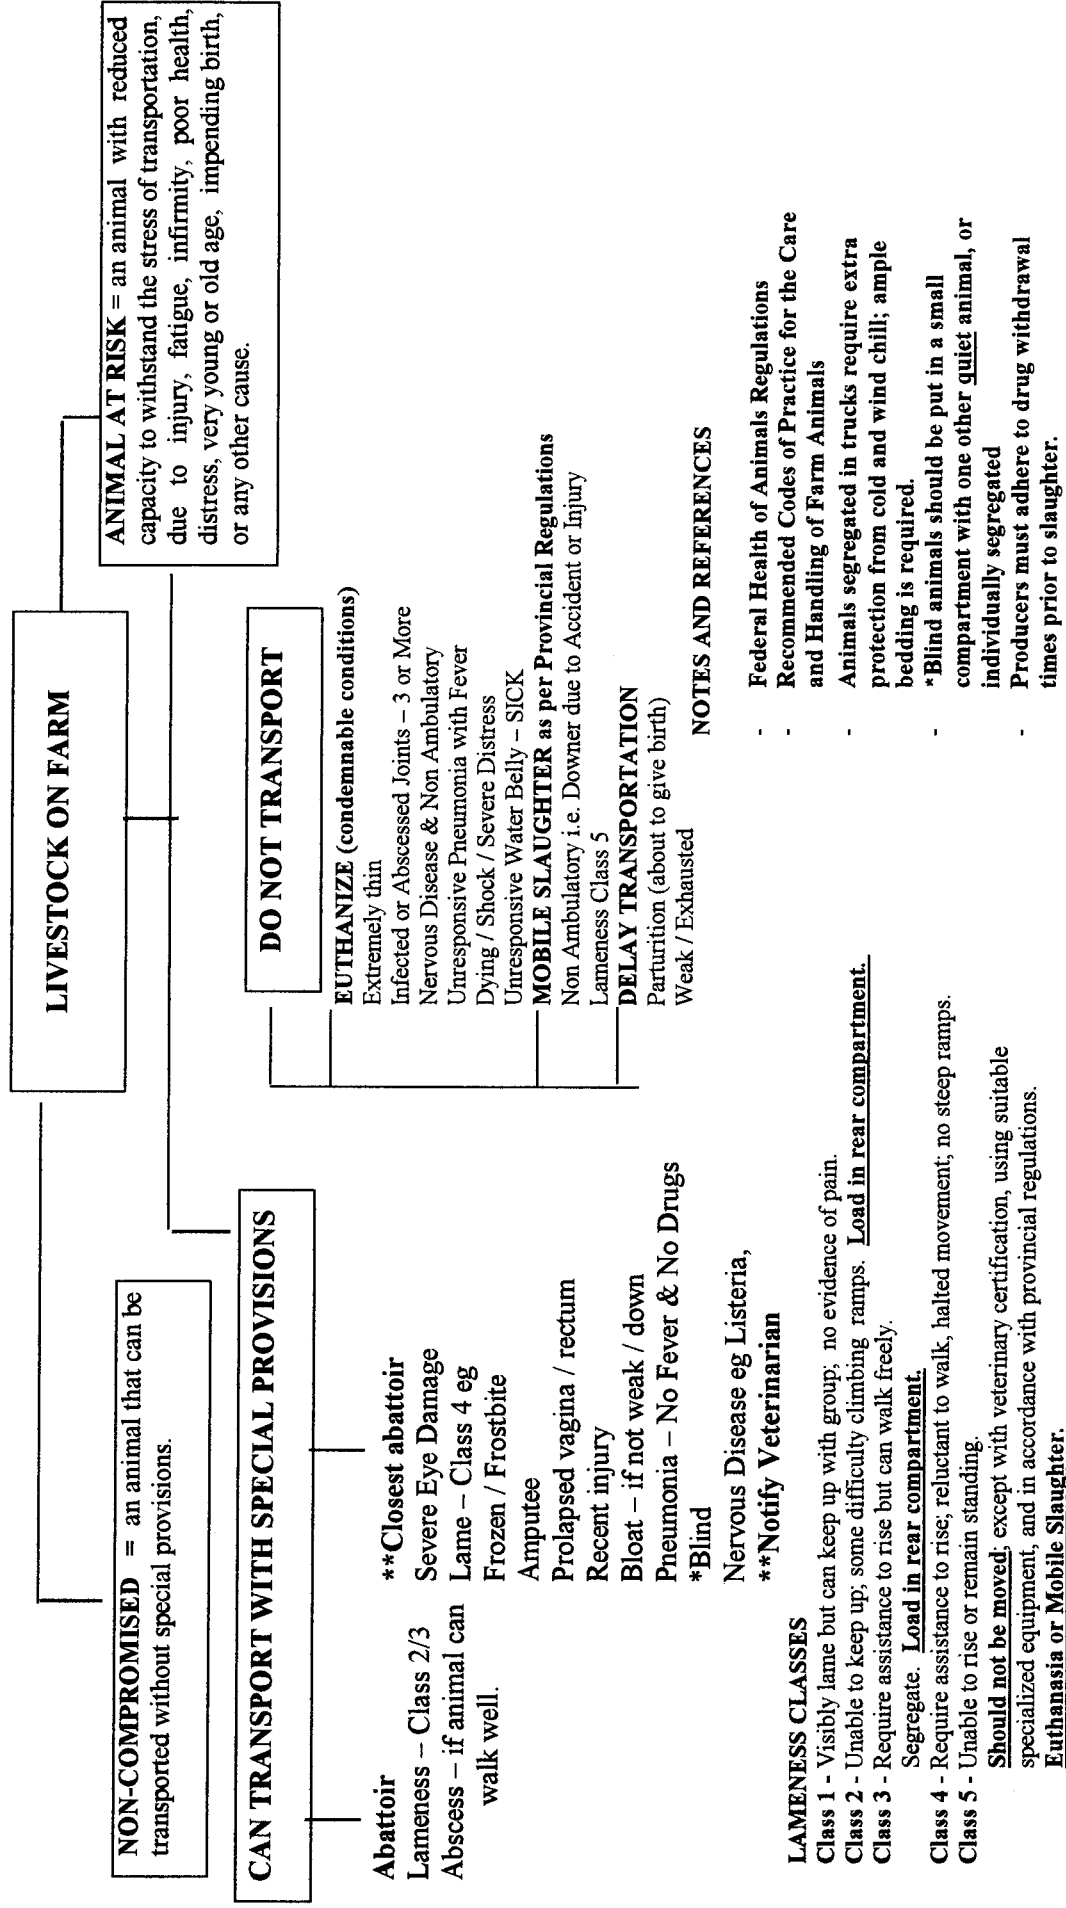 LIVESTOCK ON FARM
NON-COMPROMISED = an animal that can be
transported without special provisions.
ANIMAL AT RISK = an animal with reduced
capacity to withstand the stress of transportation,
due to injury, fatigue, infirmity, poor health,
distress, very young or old age, impending birth,
or any other cause.
CAN TRANSPORT WITH SPECIAL PROVISIONS
Abattoir
Lameness – Class 2/3
Abscess – if animal can
walk well.
**Closest abattoir
Severe Eye Damage
Lame – Class 4 eg
Frozen / Frostbite
Amputee
Prolapsed vagina / rectum
Recent injury
Bloat – if not weak / down
Pneumonia – No Fever & No Drugs
*Blind
Nervous Disease eg Listeria,
**Notify Veterinarian
DO NOT TRANSPORT
EUTHANIZE (condemnable conditions)
Extremely thin
Infected or Abscessed Joints – 3 or More
Nervous Disease & Non Ambulatory
Unresponsive Pneumonia with Fever
Dying / Shock / Severe Distress
Unresponsive Water Belly – SICK
MOBILE SLAUGHTER as per Provincial Regulations
Non Ambulatory i.e. Downer due to Accident or Injury
Lameness Class 5
DELAY TRANSPORTATION
Parturition (about to give birth)
Weak / Exhausted
LAMENESS CLASSES
Class 1 - Visibly lame but can keep up with group; no evidence of pain.
Class 2 - Unable to keep up; some difficulty climbing ramps. Load in rear compartment.
Class 3 - Require assistance to rise but can walk freely.
Segregate. Load in rear compartment.
Class 4 - Require assistance to rise; reluctant to walk, halted movement; no steep ramps.
Class 5 - Unable to rise or remain standing.
Should not be moved; except with veterinary certification, using suitable
specialized equipment, and in accordance with provincial regulations.
Euthanasia or Mobile Slaughter.
NOTES AND REFERENCES
- Federal Health of Animals Regulations
- Recommended Codes of Practice for the Care
and Handling of Farm Animals
- Animals segregated in trucks require extra
protection from cold and wind chill; ample
bedding is required.
- *Blind animals should be put in a small
compartment with one other quiet animal, or
individually segregated
- Producers must adhere to drug withdrawal
times prior to slaughter.